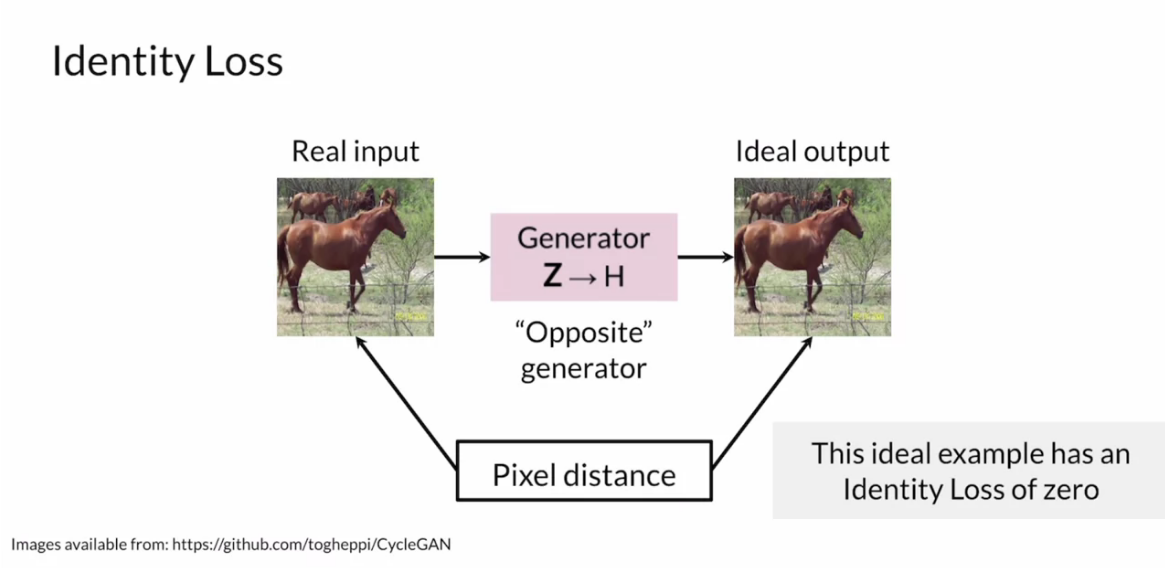 Identity Loss
Real input
Ideal output
Generator
Z → H
“Opposite”
generator
Pixel distance
This ideal example has an
Identity Loss of zero
Images available from: https://github.com/togheppi/CycleGAN